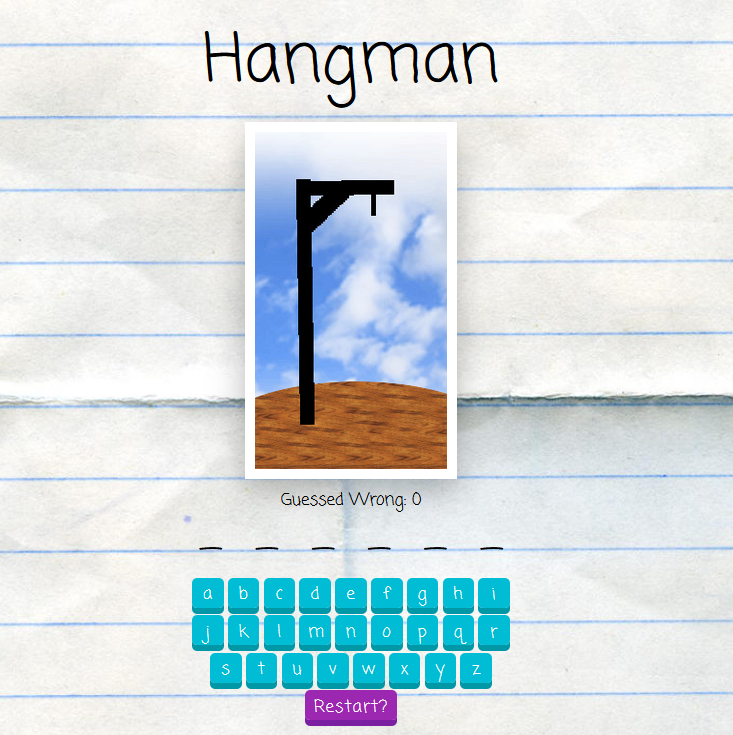 Hangman
Guessed Wrong: 0
_ _ _ _ _ _
a b c d e f g h i
j k l m n o p q r
s t u v w x y z
Restart?